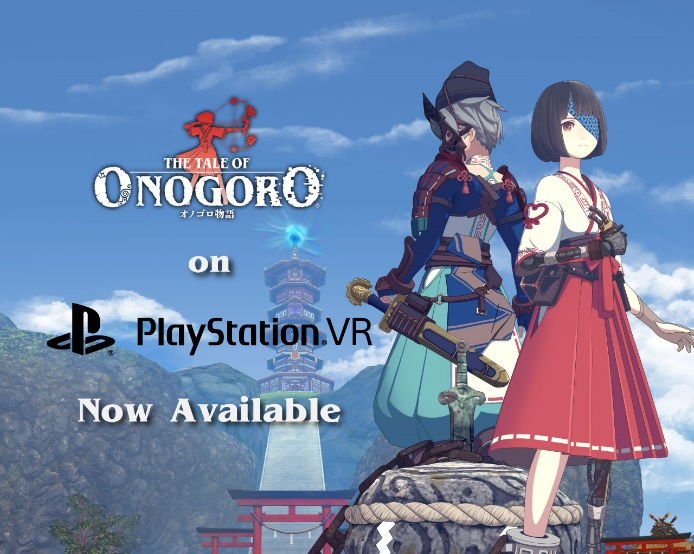 THE TALE OF
ONOGORO
オノゴロ物語
on
PlayStation®VR
Now Available